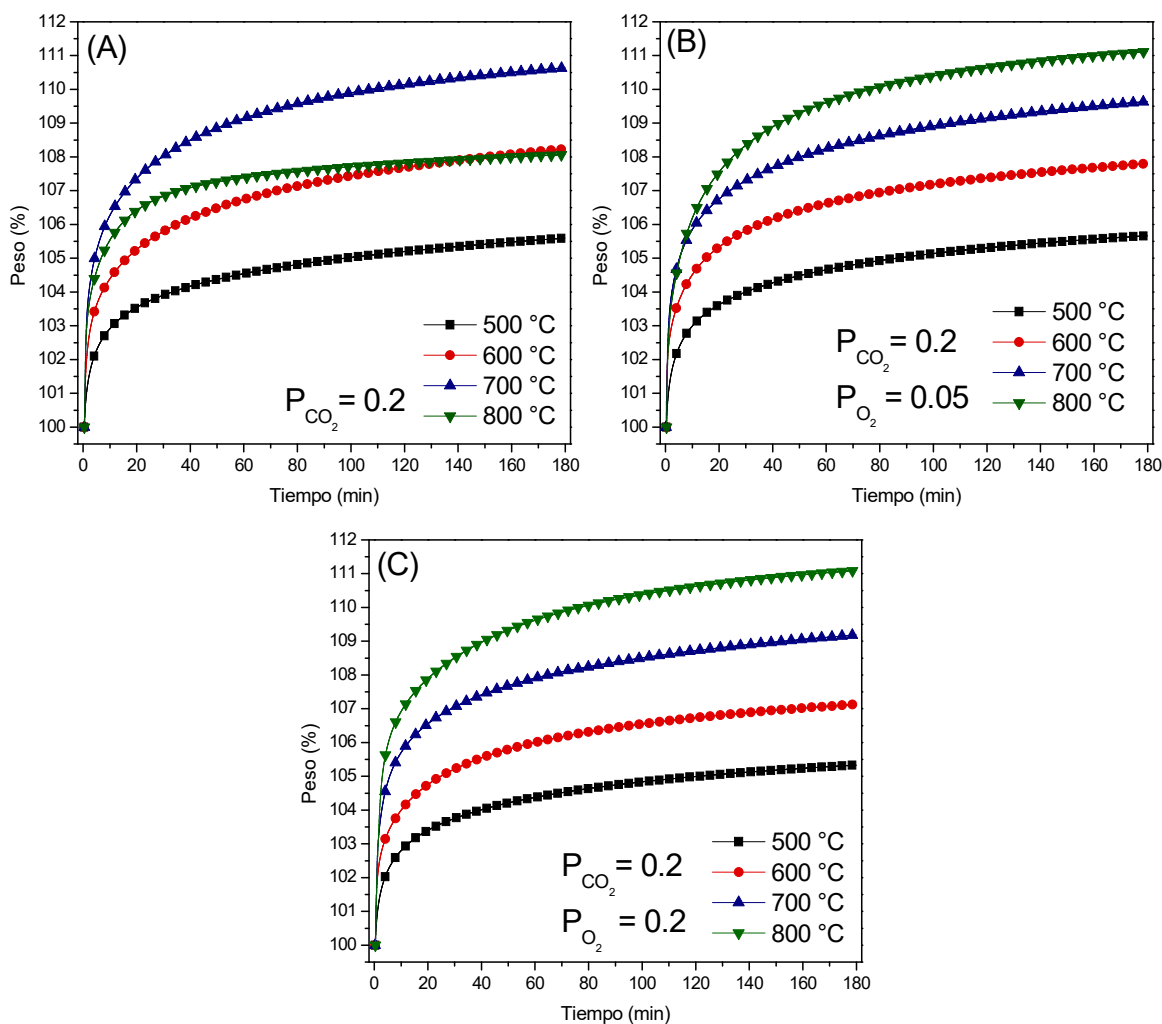 (A)
112
111
110
109
108
107
106
105
104
103
102
101
100
Peso (%)
500 °C
600 °C
700 °C
800 °C
P_CO₂ = 0.2
0 20 40 60 80 100 120 140 160 180
Tiempo (min)
(B)
112
111
110
109
108
107
106
105
104
103
102
101
100
Peso (%)
500 °C
600 °C
700 °C
800 °C
P_CO₂ = 0.2
P_O₂ = 0.05
0 20 40 60 80 100 120 140 160 180
Tiempo (min)
(C)
112
111
110
109
108
107
106
105
104
103
102
101
100
Peso (%)
500 °C
600 °C
700 °C
800 °C
P_CO₂ = 0.2
P_O₂ = 0.2
0 20 40 60 80 100 120 140 160 180
Tiempo (min)